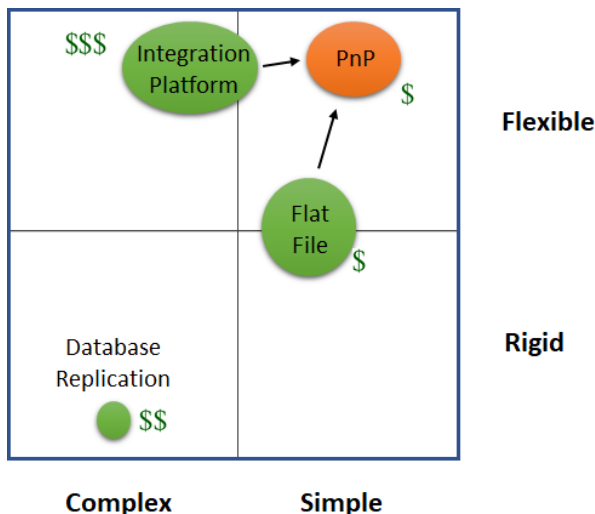 $$$
Integration
Platform
PnP
$
Flexible
Flat
File
$
Rigid
Database
Replication
$$
Complex
Simple